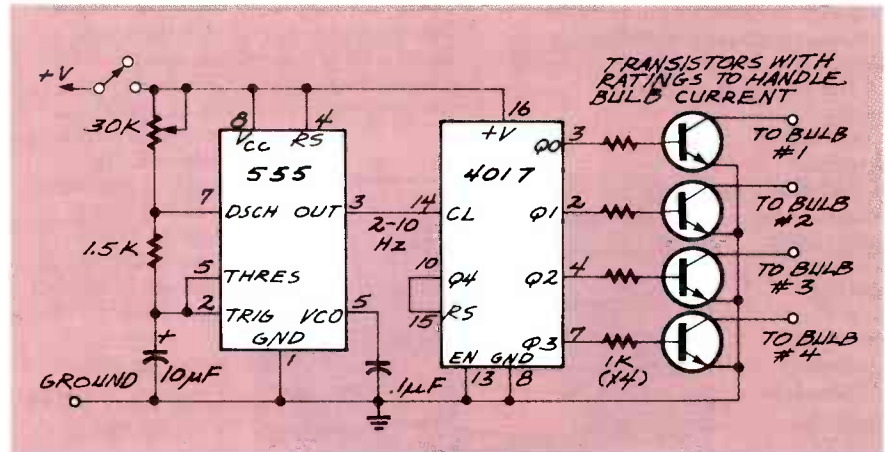 TRANSISTORS WITH
RATINGS TO HANDLE
BULB CURRENT
+V
30K
8
4
VCC
RS
555
7
DSCH
OUT
3
1.5K
5
THRES
2
TRIG
VCO
5
GND
1
10µF
+
.1µF
GROUND
2-10
Hz
16
+V
4017
14
CL
10
Q4
15
RS
EN
GND
13
8
Q0
3
Q1
2
Q2
4
Q3
7
1K
(X4)
TO BULB
#1
TO BULB
#2
TO BULB
#3
TO BULB
#4